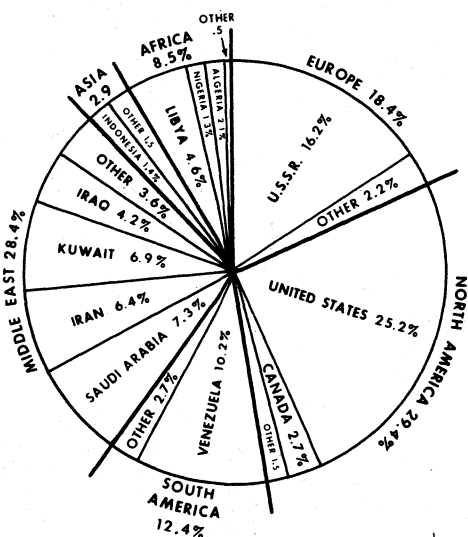 OTHER
.5
EUROPE 18.4%
U.S.S.R. 16.2%
OTHER 2.2%
NORTH AMERICA 29.4%
UNITED STATES 25.2%
CANADA 2.7%
OTHER 1.5
SOUTH
AMERICA
12.4%
VENEZUELA 10.2%
OTHER 2.7%
MIDDLE EAST 28.4%
SAUDI ARABIA 7.3%
IRAN 6.4%
KUWAIT 6.9%
IRAQ 4.2%
OTHER 3.6%
ASIA
2.9
INDONESIA 1.4%
OTHER 1.5
AFRICA
8.5%
LIBYA 4.6%
NIGERIA 1 3%
ALGERIA 2 1%